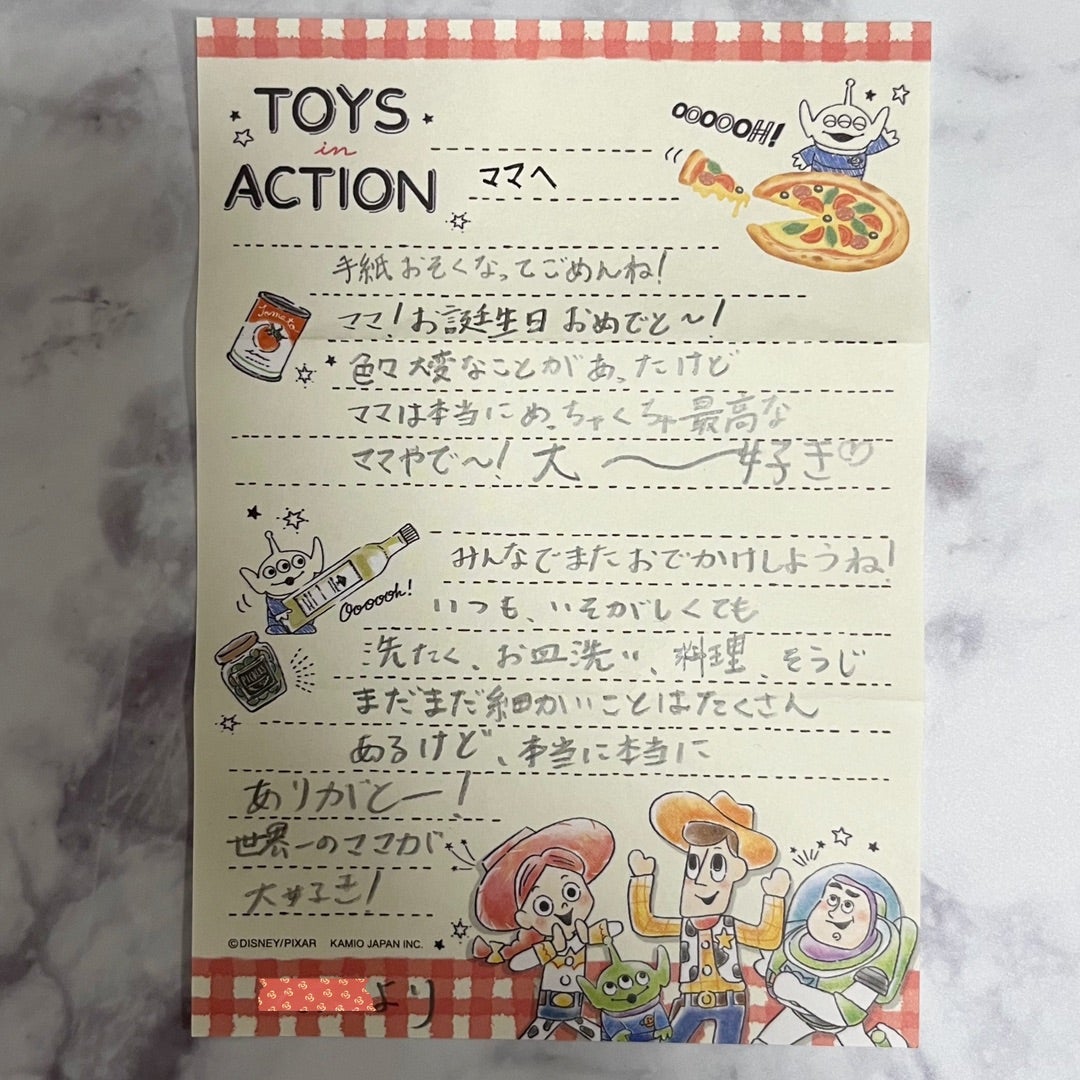 TOYS
in
ACTION
OOOOOH!
ママへ
手紙おそくなってごめんね!
ママ!お誕生日おめでと〜!
Tomato
色々大変なことがあったけど
ママは本当にめっちゃくちゃ最高な
ママやで〜!大〜好き
みんなでまたおでかけしようね!
Oooooh!
いつも、いそがしくても
洗たく、お皿洗い、料理、そうじ
まだまだ細かいことはたくさん
あるけど、本当に本当に
ありがとー!
世界一のママが
大好き!
©DISNEY/PIXAR KAMIO JAPAN INC.
より